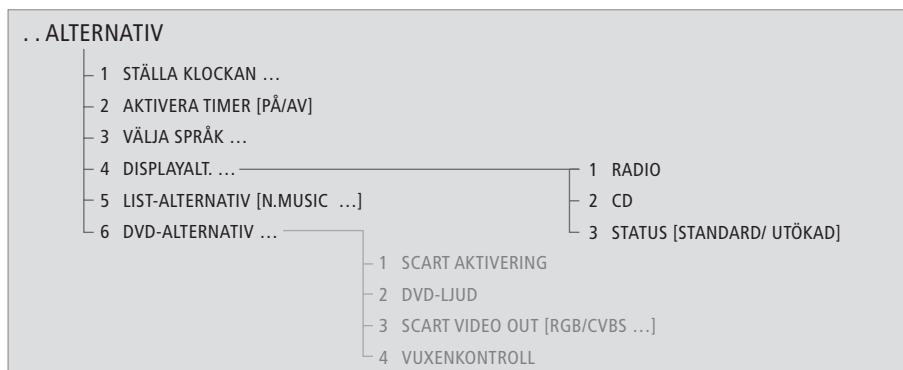 . . ALTERNATIV
1 STÄLLA KLOCKAN ...
2 AKTIVERA TIMER [PÅ/AV]
3 VÄLJA SPRÅK ...
4 DISPLAYALT. ...
1 RADIO
2 CD
3 STATUS [STANDARD/ UTÖKAD]
5 LIST-ALTERNATIV [N.MUSIC ...]
6 DVD-ALTERNATIV ...
1 SCART AKTIVERING
2 DVD-LJUD
3 SCART VIDEO OUT [RGB/CVBS ...]
4 VUXENKONTROLL